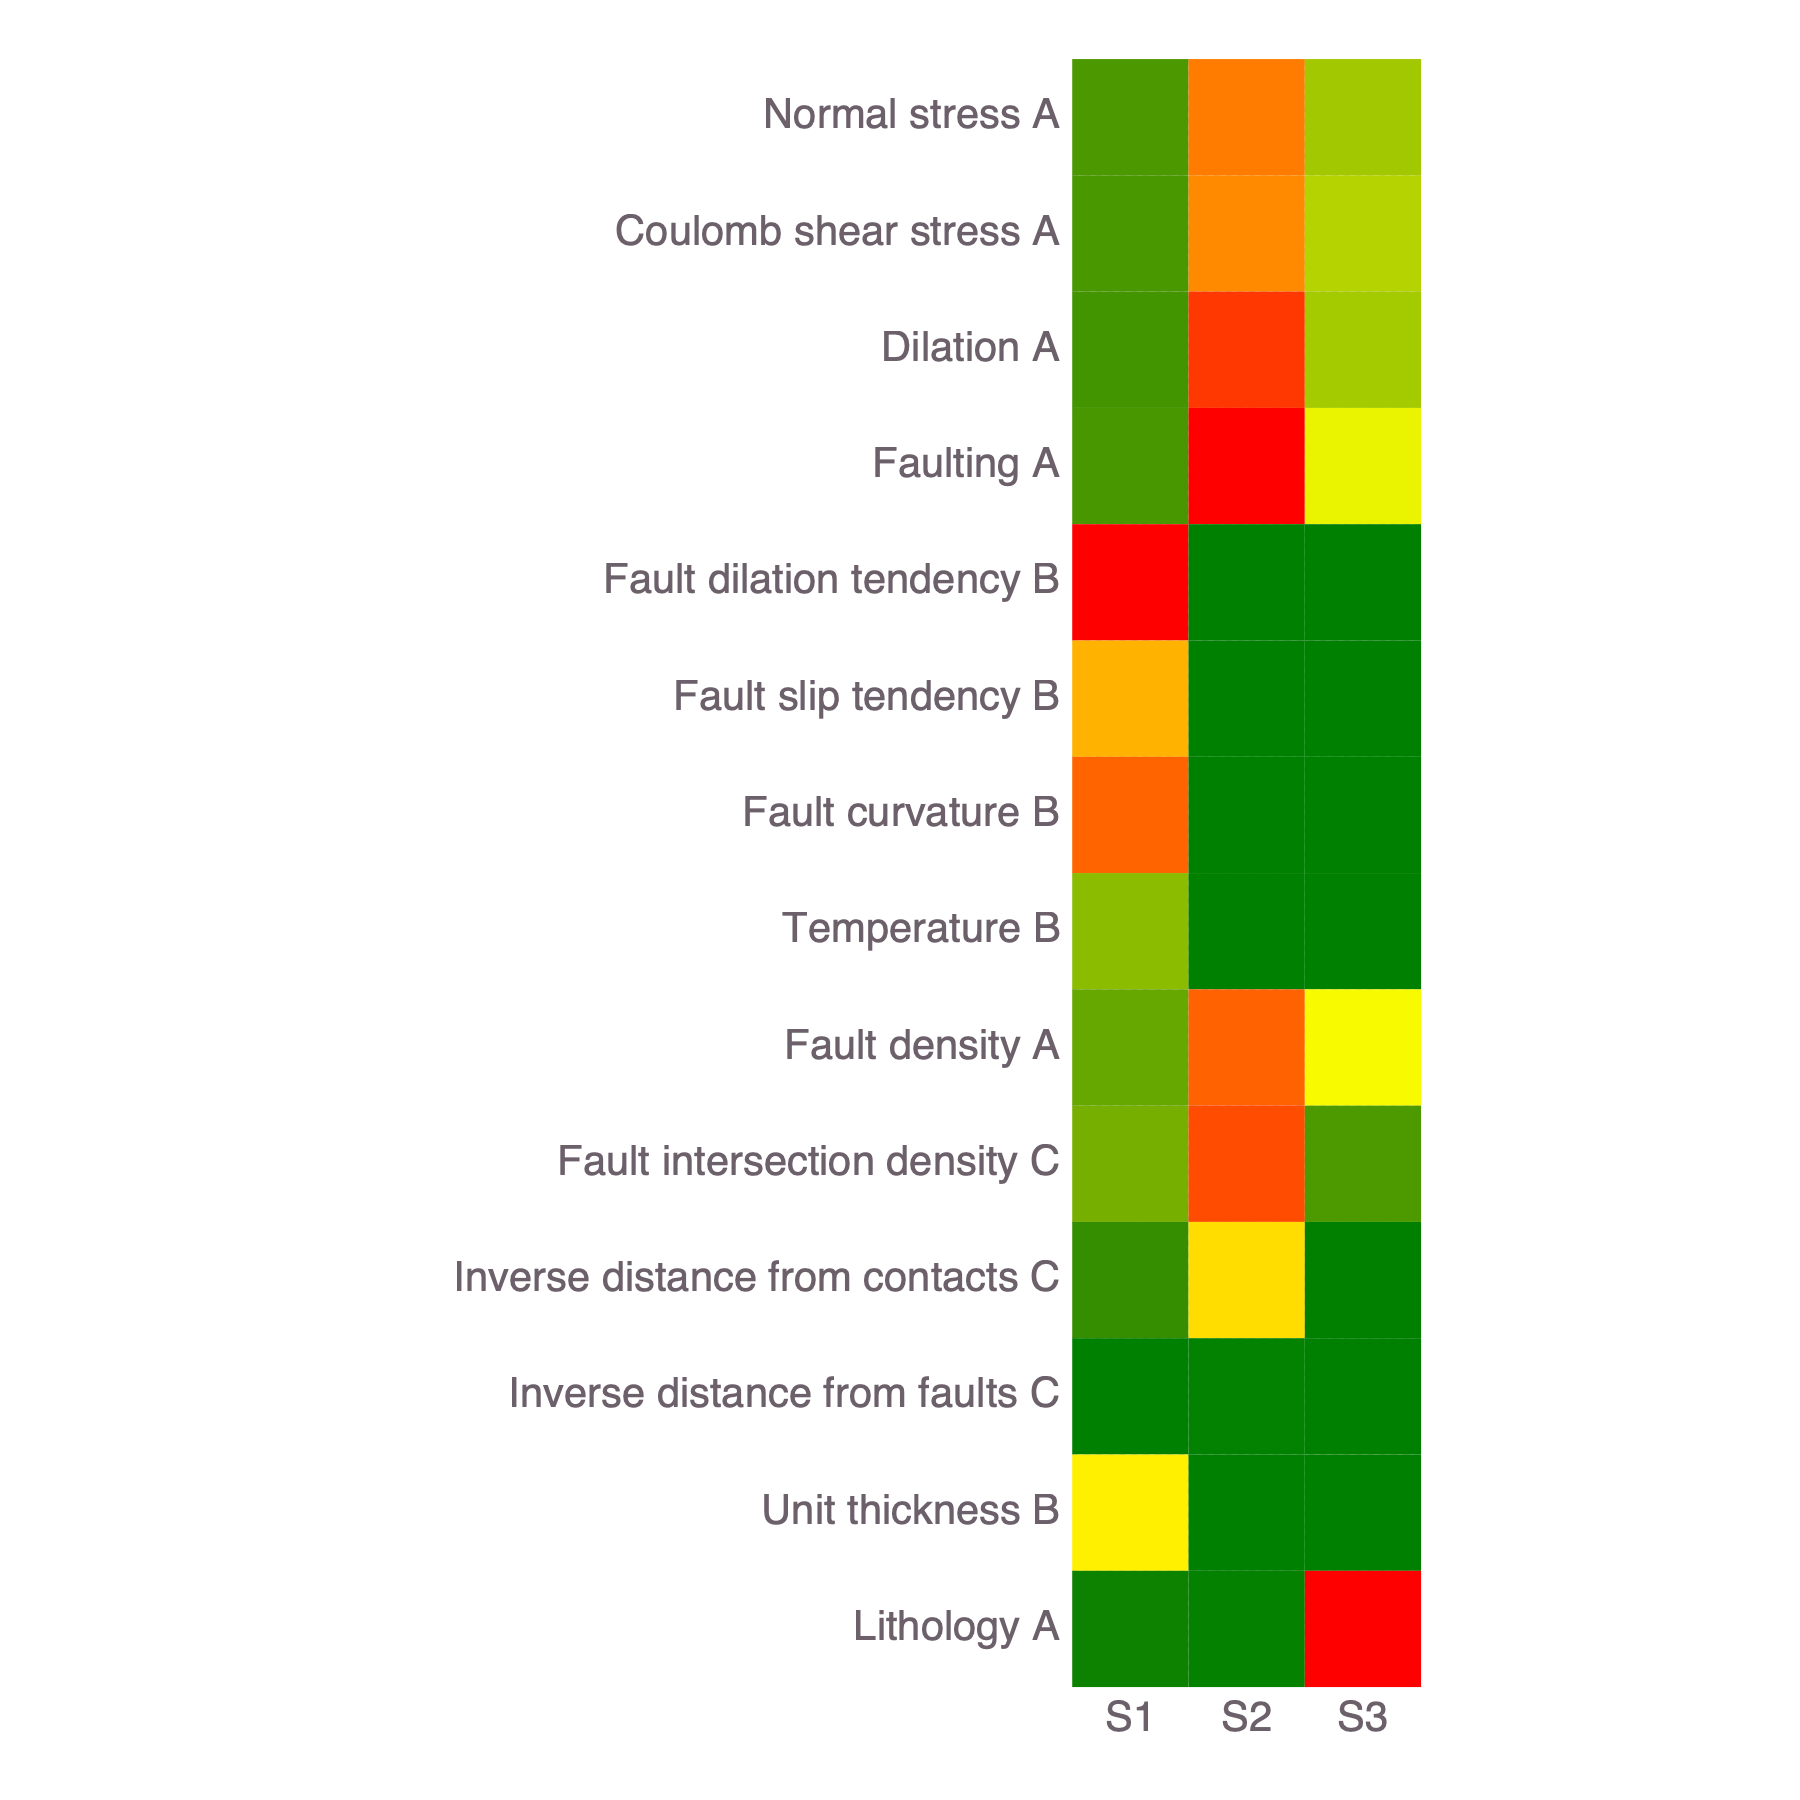 Normal stress A
Coulomb shear stress A
Dilation A
Faulting A
Fault dilation tendency B
Fault slip tendency B
Fault curvature B
Temperature B
Fault density A
Fault intersection density C
Inverse distance from contacts C
Inverse distance from faults C
Unit thickness B
Lithology A
S1 S2 S3